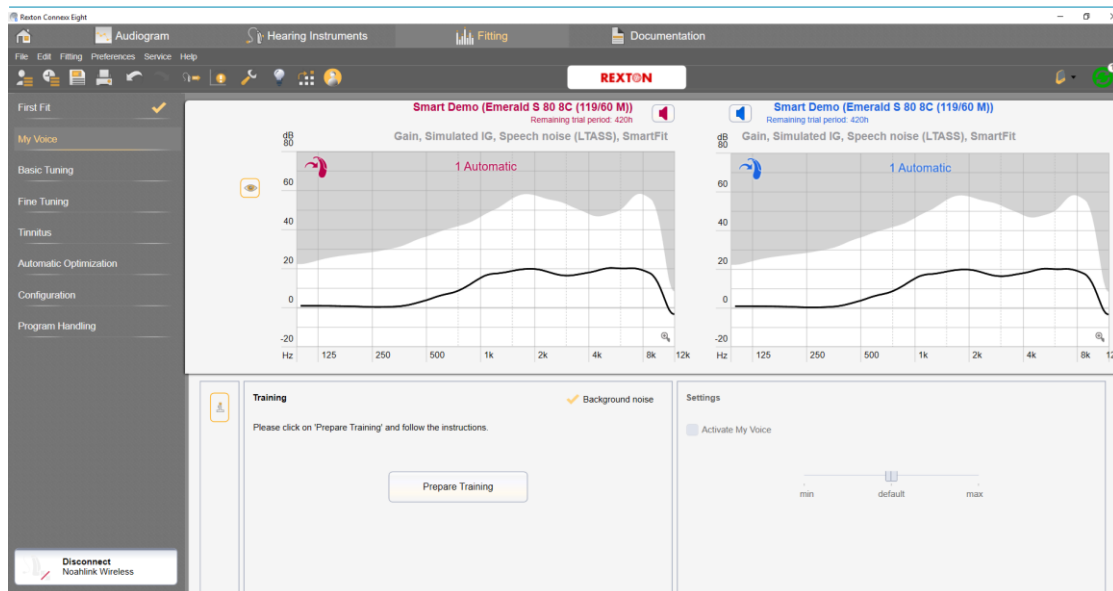 Rexton Connexx Eight
Audiogram
Hearing Instruments
Fitting
Documentation
File Edit Fitting Preferences Service Help
REXTON
First Fit
My Voice
Basic Tuning
Fine Tuning
Tinnitus
Automatic Optimization
Configuration
Program Handling
Disconnect
Noahlink Wireless
Smart Demo (Emerald S 80 8C (119/60 M))
Remaining trial period: 420h
Gain, Simulated IG, Speech noise (LTASS), SmartFit
dB
80
1 Automatic
60
40
20
0
-20
Hz 125 250 500 1k 2k 4k 8k 12k
Smart Demo (Emerald S 80 8C (119/60 M))
Remaining trial period: 420h
Gain, Simulated IG, Speech noise (LTASS), SmartFit
dB
80
1 Automatic
60
40
20
0
-20
Hz 125 250 500 1k 2k 4k 8k 12
Training
Background noise
Please click on 'Prepare Training' and follow the instructions.
Prepare Training
Settings
Activate My Voice
min default max